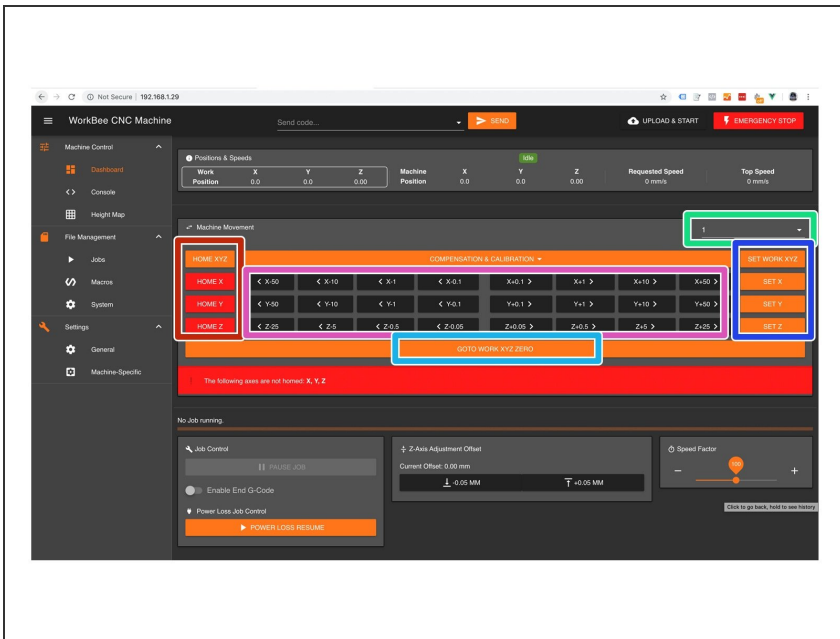 Not Secure | 192.168.1.29
WorkBee CNC Machine
Send code...
SEND
UPLOAD & START
EMERGENCY STOP
Machine Control
Dashboard
Console
Height Map
File Management
Jobs
Macros
System
Settings
General
Machine-Specific
Positions & Speeds
Idle
Work Position X Y Z Machine Position X Y Z Requested Speed Top Speed
0.0 0.0 0.00 0.0 0.0 0.00 0 mm/s 0 mm/s
Machine Movement
1
HOME XYZ COMPENSATION & CALIBRATION SET WORK XYZ
HOME X X-50 X-10 X-1 X-0.1 X+0.1 X+1 X+10 X+50 SET X
HOME Y Y-50 Y-10 Y-1 Y-0.1 Y+0.1 Y+1 Y+10 Y+50 SET Y
HOME Z Z-25 Z-5 Z-0.5 Z-0.05 Z+0.05 Z+0.5 Z+5 Z+25 SET Z
GOTO WORK XYZ ZERO
! The following axes are not homed: X, Y, Z
No Job running.
Job Control
PAUSE JOB
Enable End G-Code
Power Loss Job Control
POWER LOSS RESUME
Z-Axis Adjustment Offset
Current Offset: 0.00 mm
-0.05 MM +0.05 MM
Speed Factor
− 100 +
Click to go back, hold to see history